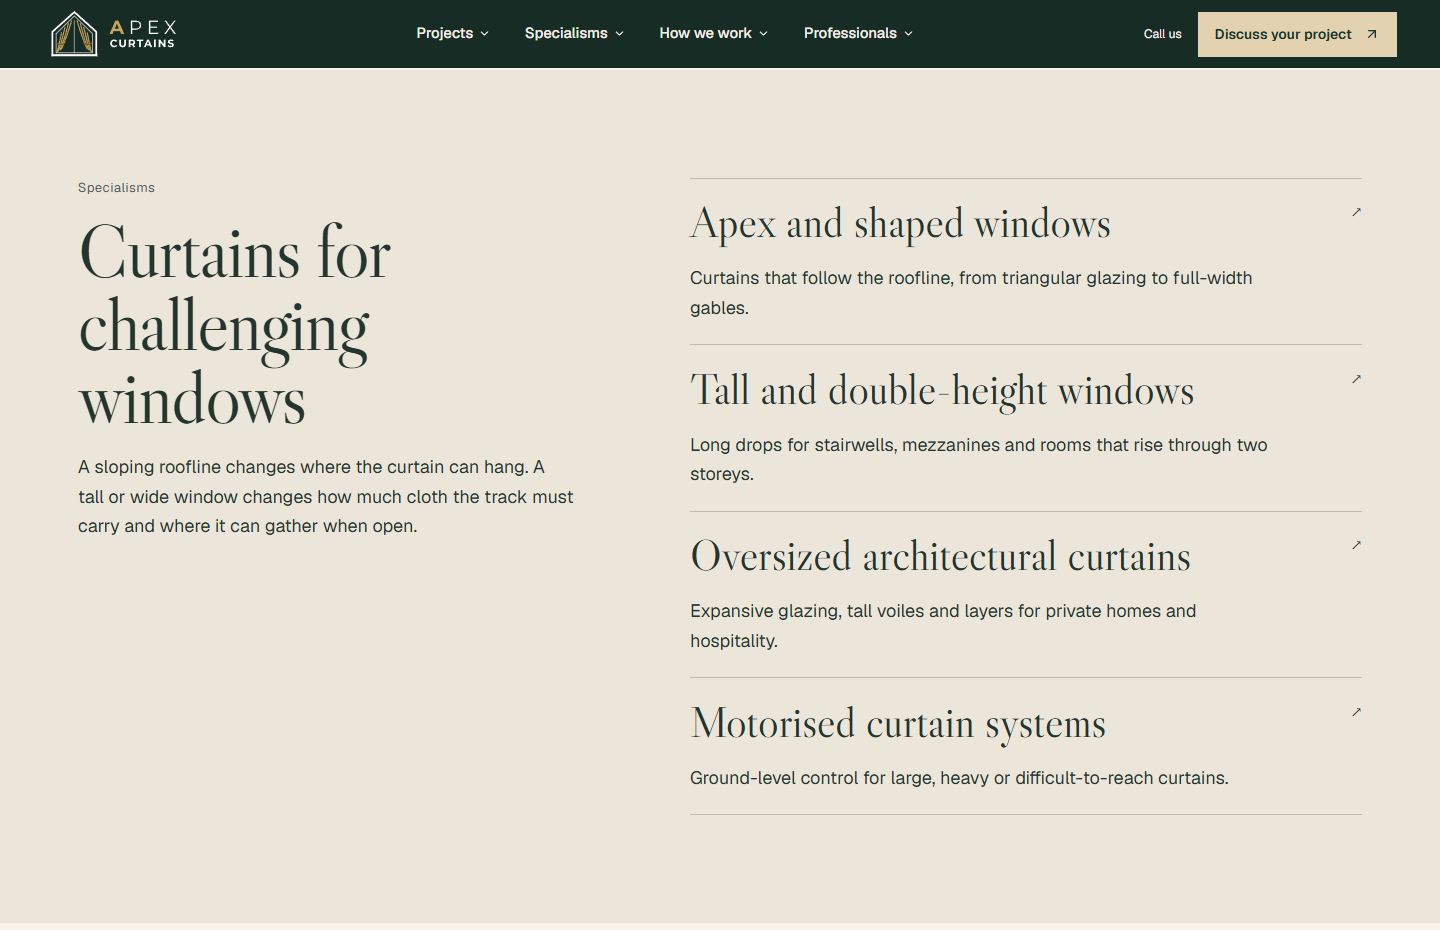 APEX
CURTAINS
Projects
Specialisms
How we work
Professionals
Call us
Discuss your project
Specialisms
Curtains for
challenging
windows
A sloping roofline changes where the curtain can hang. A
tall or wide window changes how much cloth the track must
carry and where it can gather when open.
Apex and shaped windows
Curtains that follow the roofline, from triangular glazing to full-width
gables.
Tall and double-height windows
Long drops for stairwells, mezzanines and rooms that rise through two
storeys.
Oversized architectural curtains
Expansive glazing, tall voiles and layers for private homes and
hospitality.
Motorised curtain systems
Ground-level control for large, heavy or difficult-to-reach curtains.